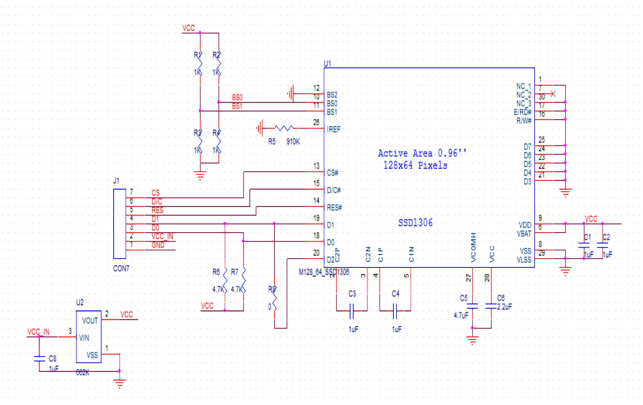 VCC
R1
R2
1K
1K
BS0
BS1
R3
R4
1K
1K
R5 910K
U1
12 BS2
10 BS0
11 BS1
26 IREF
13 CS#
15 D/C#
14 RES#
19 D1
18 D0
20 D2
M128_64_SSD1306
Active Area 0.96''
128x64 Pixels
SSD1306
1 NC_1
7 NC_2
30 NC_3
17 E/RD#
16 R/W#
25 D7
24 D6
23 D5
22 D4
21 D3
9 VDD
6 VBAT
8 VSS
29 VLSS
VCC
C1
1uF
C2
1uF
C2P
C2N
C1P
C1N
VCOMH
VCC
2
3
4
5
27
28
C3
1uF
C4
1uF
C5
4.7uF
C6
2.2uF
J1
7 CS
6 D/C
5 RES
4 D1
3 D0
2 VCC_IN
1 GND
CON7
R6
4.7K
R7
4.7K
0
VCC
U2
VOUT 2 VCC
VCC_IN 3 VIN
VSS 1
C8
1uF
662K